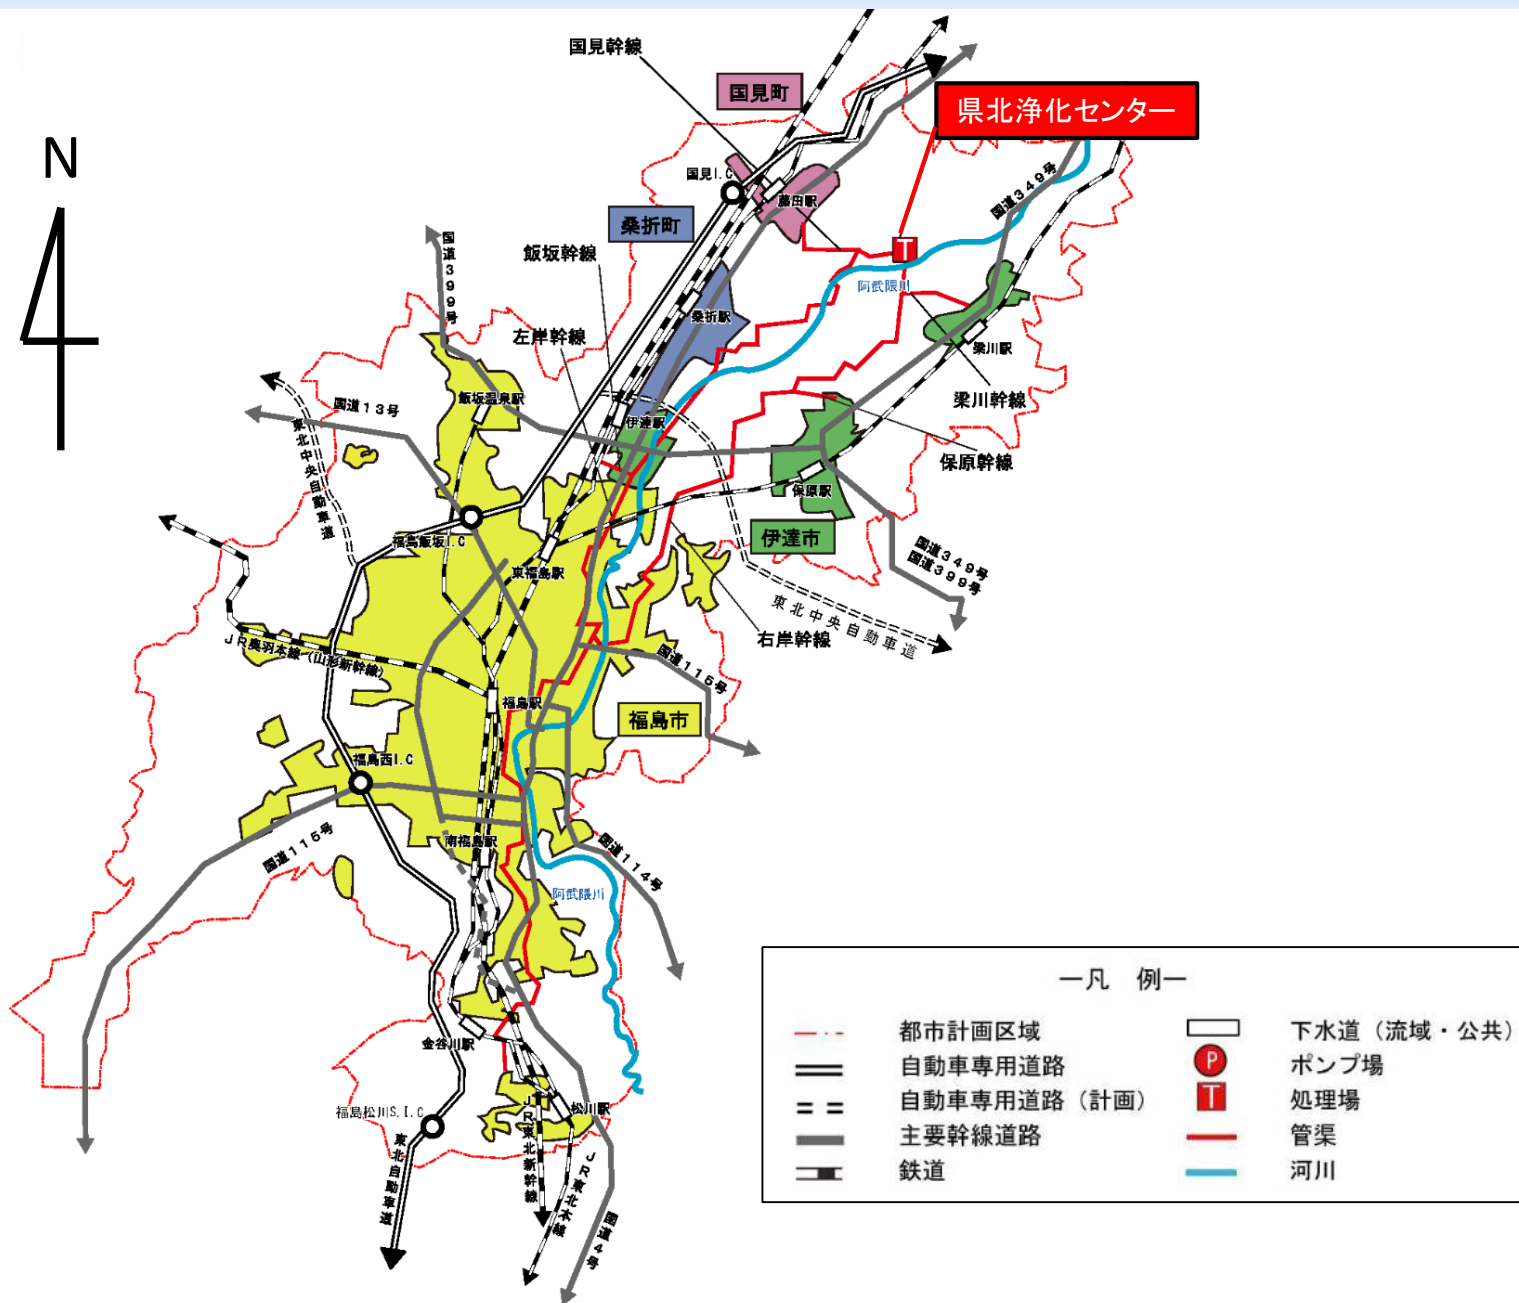 国見幹線
国見町
県北浄化センター
N
国見I.C
藤田駅
国道349号
桑折町
国道399号
飯坂幹線
阿武隈川
桑折駅
左岸幹線
梁川駅
飯坂温泉駅
国道13号
伊達駅
梁川幹線
東北中央自動車道
保原幹線
保原駅
伊達市
福島飯坂I.C
東福島駅
国道349号
国道399号
東北中央自動車道
右岸幹線
JR奥羽本線(山形新幹線)
国道115号
福島駅
福島市
福島西I.C
国道115号
南福島駅
国道114号
阿武隈川
金谷川駅
福島松川S.I.C
松川駅
東北自動車道
JR東北新幹線
JR東北本線
国道4号
―凡 例―
都市計画区域
下水道(流域・公共)
自動車専用道路
P
ポンプ場
自動車専用道路(計画)
T
処理場
主要幹線道路
管渠
鉄道
河川
T